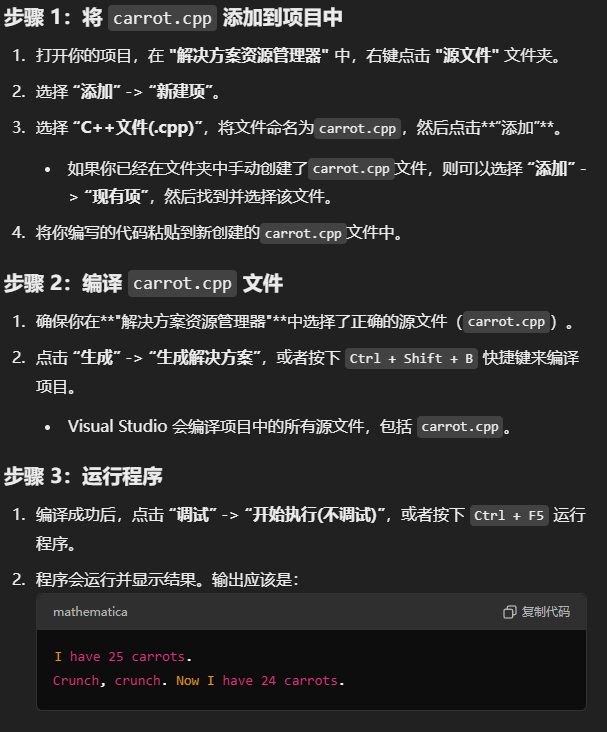 步骤 1：将 carrot.cpp 添加到项目中
1. 打开你的项目，在 "解决方案资源管理器" 中，右键点击 "源文件" 文件夹。
2. 选择 “添加” -> “新建项”。
3. 选择 “C++文件(.cpp)”，将文件命名为 carrot.cpp ，然后点击**“添加”**。
• 如果你已经在文件夹中手动创建了 carrot.cpp 文件，则可以选择 “添加” -
> “现有项”，然后找到并选择该文件。
4. 将你编写的代码粘贴到新创建的 carrot.cpp 文件中。
步骤 2：编译 carrot.cpp 文件
1. 确保你在**"解决方案资源管理器"**中选择了正确的源文件（ carrot.cpp ）。
2. 点击 “生成” -> “生成解决方案”，或者按下 Ctrl + Shift + B 快捷键来编译
项目。
• Visual Studio 会编译项目中的所有源文件，包括 carrot.cpp 。
步骤 3：运行程序
1. 编译成功后，点击 “调试” -> “开始执行(不调试)”，或者按下 Ctrl + F5 运行
程序。
2. 程序会运行并显示结果。输出应该是：
mathematica 复制代码
I have 25 carrots.
Crunch, crunch. Now I have 24 carrots.